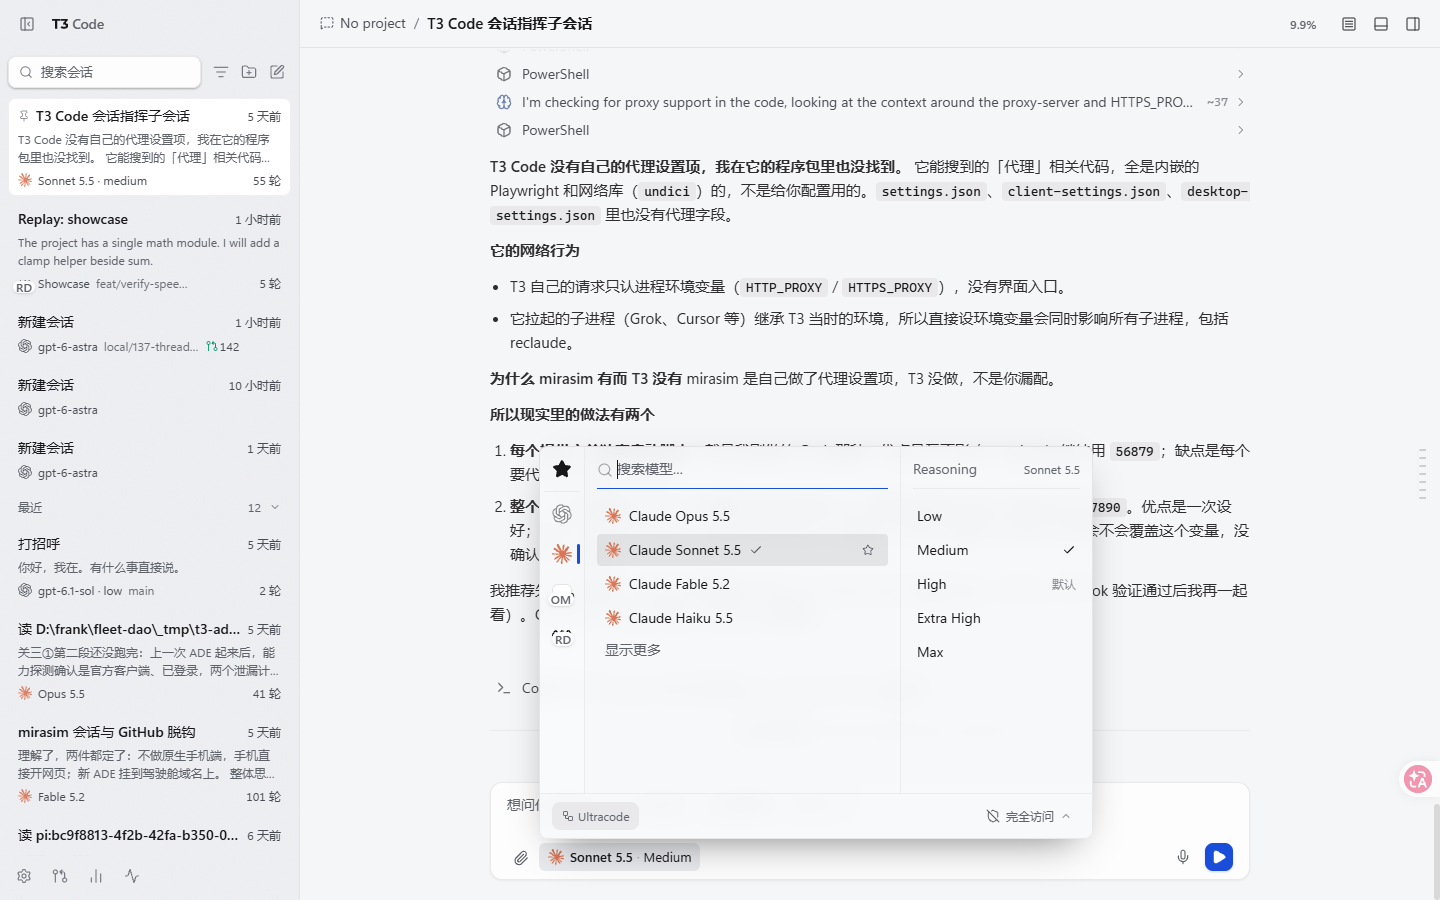 T3 Code
搜索会话
T3 Code 会话指挥子会话
5 天前
T3 Code 没有自己的代理设置项，我在它的程序
包里也没找到。 它能搜到的「代理」相关代码...
Sonnet 5.5 · medium
55 轮
Replay: showcase
1 小时前
The project has a single math module. I will add a
clamp helper beside sum.
RD
Showcase
feat/verify-spee...
5 轮
新建会话
1 小时前
gpt-6-astra
local/137-thread...
142
新建会话
10 小时前
gpt-6-astra
新建会话
1 天前
gpt-6-astra
最近
12
打招呼
5 天前
你好，我在。有什么事直接说。
gpt-6.1-sol · low
main
2 轮
读 D:\frank\fleet-dao\_tmp\t3-ad...
5 天前
关三①第二段还没跑完：上一次 ADE 起来后，能
力探测确认是官方客户端、已登录，两个泄漏计...
Opus 5.5
41 轮
mirasim 会话与 GitHub 脱钩
5 天前
理解了，两件都定了：不做原生手机端，手机直
接开网页；新 ADE 挂到驾驶舱域名上。 整体思...
Fable 5.2
101 轮
读 pi:bc9f8813-4f2b-42fa-b350-0...
6 天前
No project / T3 Code 会话指挥子会话
9.9%
PowerShell
I'm checking for proxy support in the code, looking at the context around the proxy-server and HTTPS_PRO...
~37
PowerShell
T3 Code 没有自己的代理设置项，我在它的程序包里也没找到。 它能搜到的「代理」相关代码，全是内嵌的
Playwright 和网络库（undici）的，不是给你配置用的。settings.json、client-settings.json、desktop-
settings.json 里也没有代理字段。
它的网络行为
• T3 自己的请求只认进程环境变量（HTTP_PROXY / HTTPS_PROXY），没有界面入口。
• 它拉起的子进程（Grok、Cursor 等）继承 T3 当时的环境，所以直接设环境变量会同时影响所有子进程，包括
reclaude。
为什么 mirasim 有而 T3 没有 mirasim 是自己做了代理设置项，T3 没做，不是你漏配。
所以现实里的做法有两个
1. 每个
用 56879；缺点是每个
要代
2. 整个
7890。优点是一次设
好；
会不会覆盖这个变量，没
确认
我推荐
ok 验证通过后我再一起
看）。
Co
搜索模型...
Claude Opus 5.5
Claude Sonnet 5.5
Claude Fable 5.2
Claude Haiku 5.5
显示更多
OM
RD
Reasoning
Sonnet 5.5
Low
Medium
High
默认
Extra High
Max
Ultracode
完全访问
想问
Sonnet 5.5 · Medium